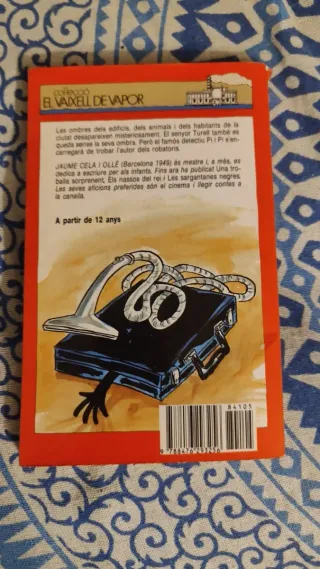 COL·LECCIÓ
EL VAIXELL DE VAPOR
Les ombres dels edificis, dels animals i dels habitants de la
ciutat desapareixen misteriosament. El senyor Turell també es
queda sense la seva ombra. Però el famós detectiu Pi i Pi s'en-
carregarà de trobar l'autor dels robatoris.
JAUME CELA I OLLÉ (Barcelona 1949) és mestre i, a més, es
dedica a escriure per als infants. Fins ara ha publicat Una tro-
balla sorprenent, Els nassos del rei i Les sargantanes negres.
Les seves aficions preferides són el cinema i llegir contes a
la canalla.
A partir de 12 anys
84105